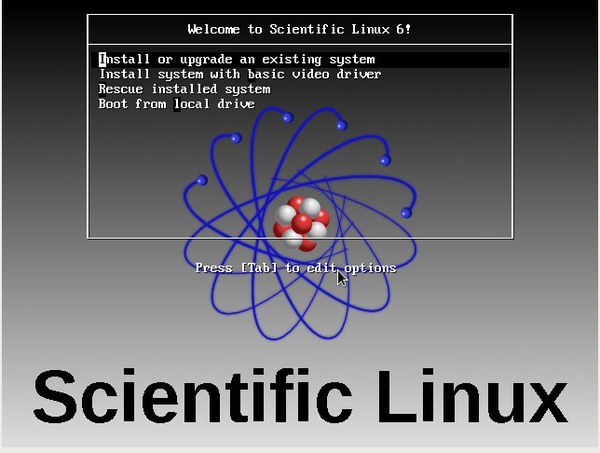 Welcome to Scientific Linux 6!
Install or upgrade an existing system
Install system with basic video driver
Rescue installed system
Boot from local drive
Press [Tab] to edit options
Scientific Linux